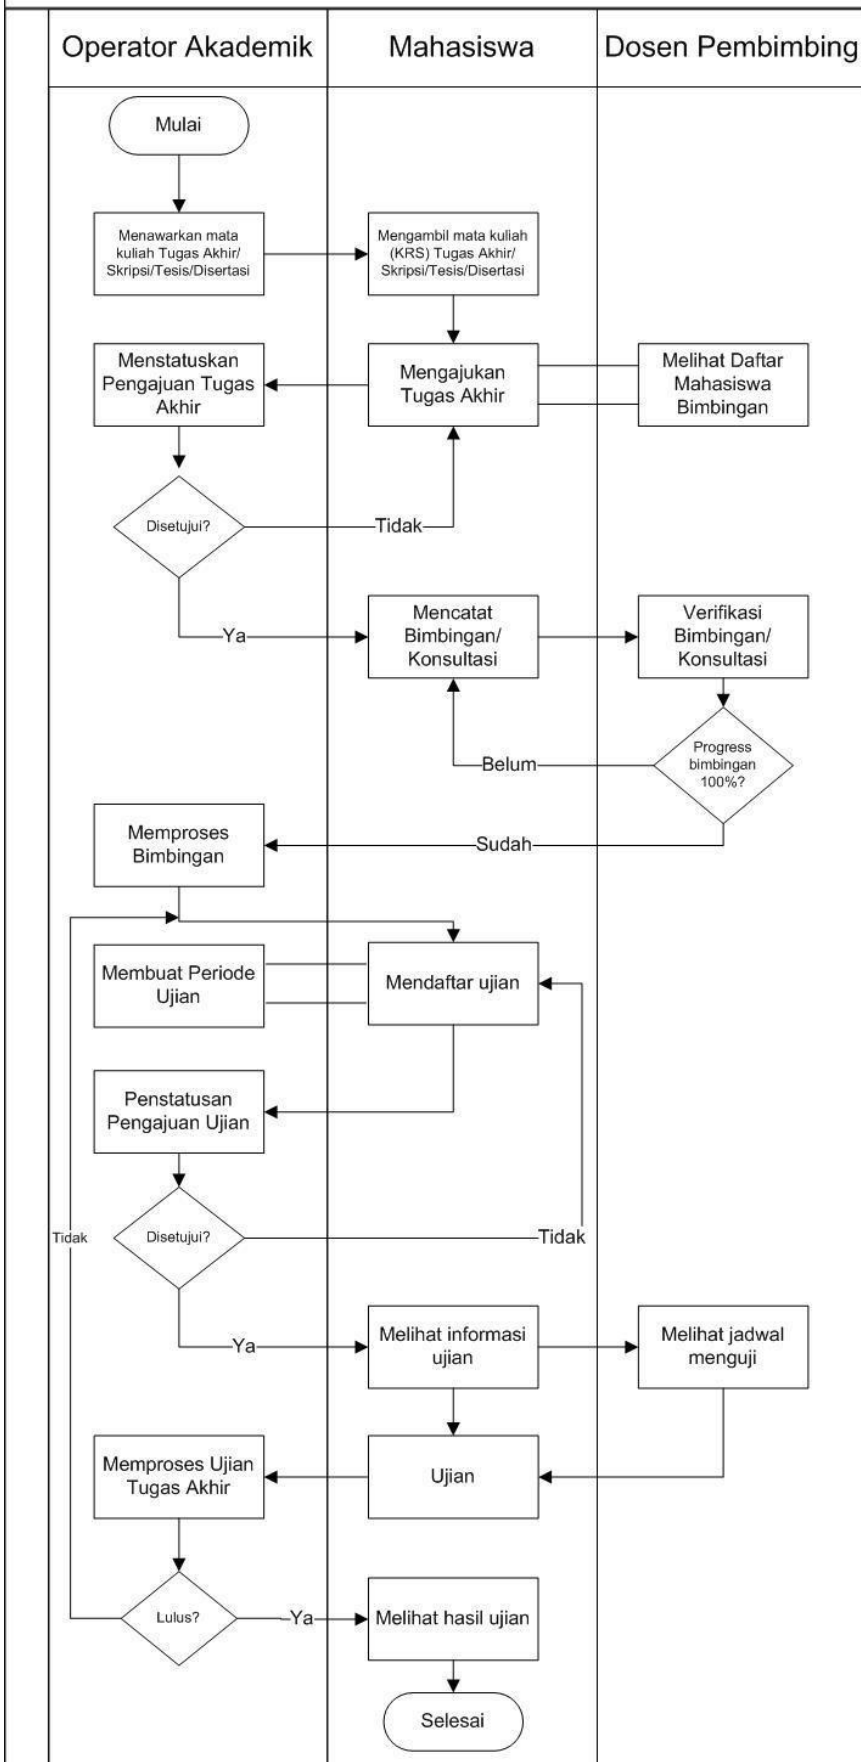 Operator Akademik
Mahasiswa
Dosen Pembimbing
Mulai
Menawarkan mata
kuliah Tugas Akhir/
Skripsi/Tesis/Disertasi
Mengambil mata kuliah
(KRS) Tugas Akhir/
Skripsi/Tesis/Disertasi
Menstatuskan
Pengajuan Tugas
Akhir
Mengajukan
Tugas Akhir
Melihat Daftar
Mahasiswa
Bimbingan
Disetujui?
Tidak
Ya
Mencatat
Bimbingan/
Konsultasi
Verifikasi
Bimbingan/
Konsultasi
Progress
bimbingan
100%?
Belum
Sudah
Memproses
Bimbingan
Membuat Periode
Ujian
Mendaftar ujian
Penstatusan
Pengajuan Ujian
Tidak
Disetujui?
Tidak
Ya
Melihat informasi
ujian
Melihat jadwal
menguji
Memproses Ujian
Tugas Akhir
Ujian
Lulus?
Ya
Melihat hasil ujian
Selesai